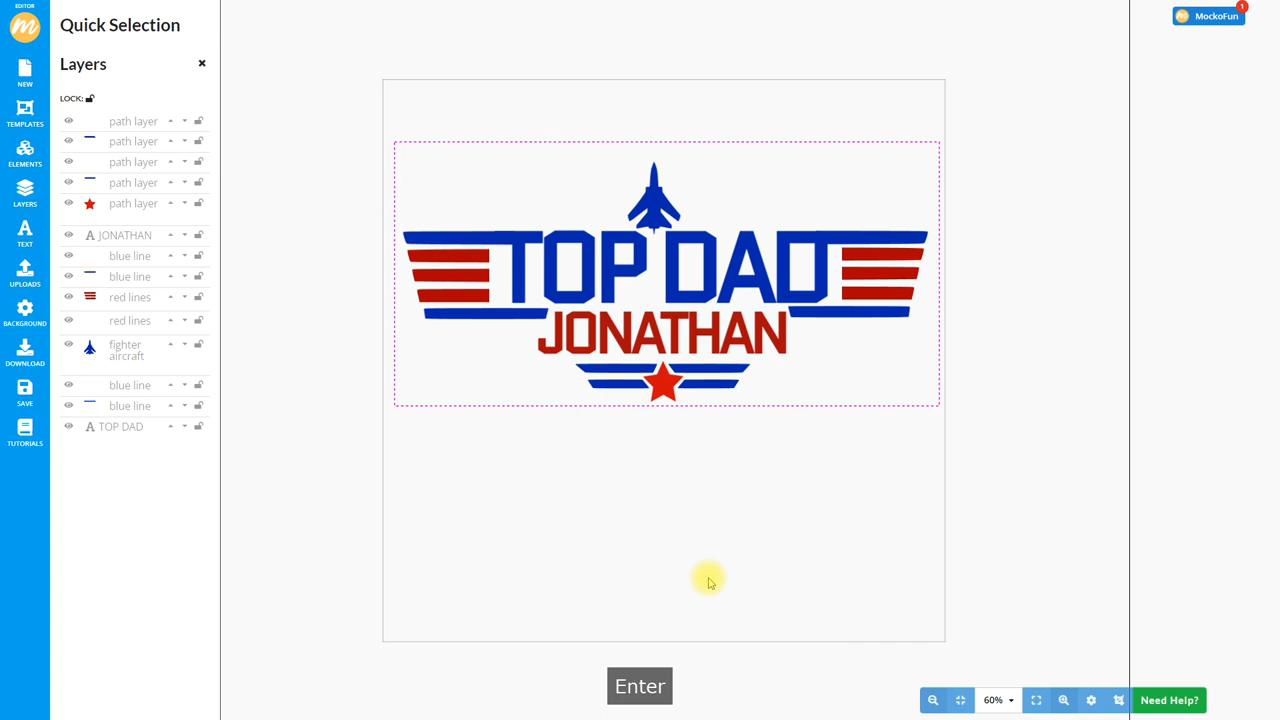 EDITOR
Quick Selection
MockoFun
1
NEW
TEMPLATES
ELEMENTS
LAYERS
TEXT
UPLOADS
BACKGROUND
DOWNLOAD
SAVE
TUTORIALS
Layers
LOCK:
path layer
path layer
path layer
path layer
path layer
A JONATHAN
blue line
blue line
red lines
red lines
fighter
aircraft
blue line
blue line
A TOP DAD
TOP DAD
JONATHAN
Enter
60%
Need Help?